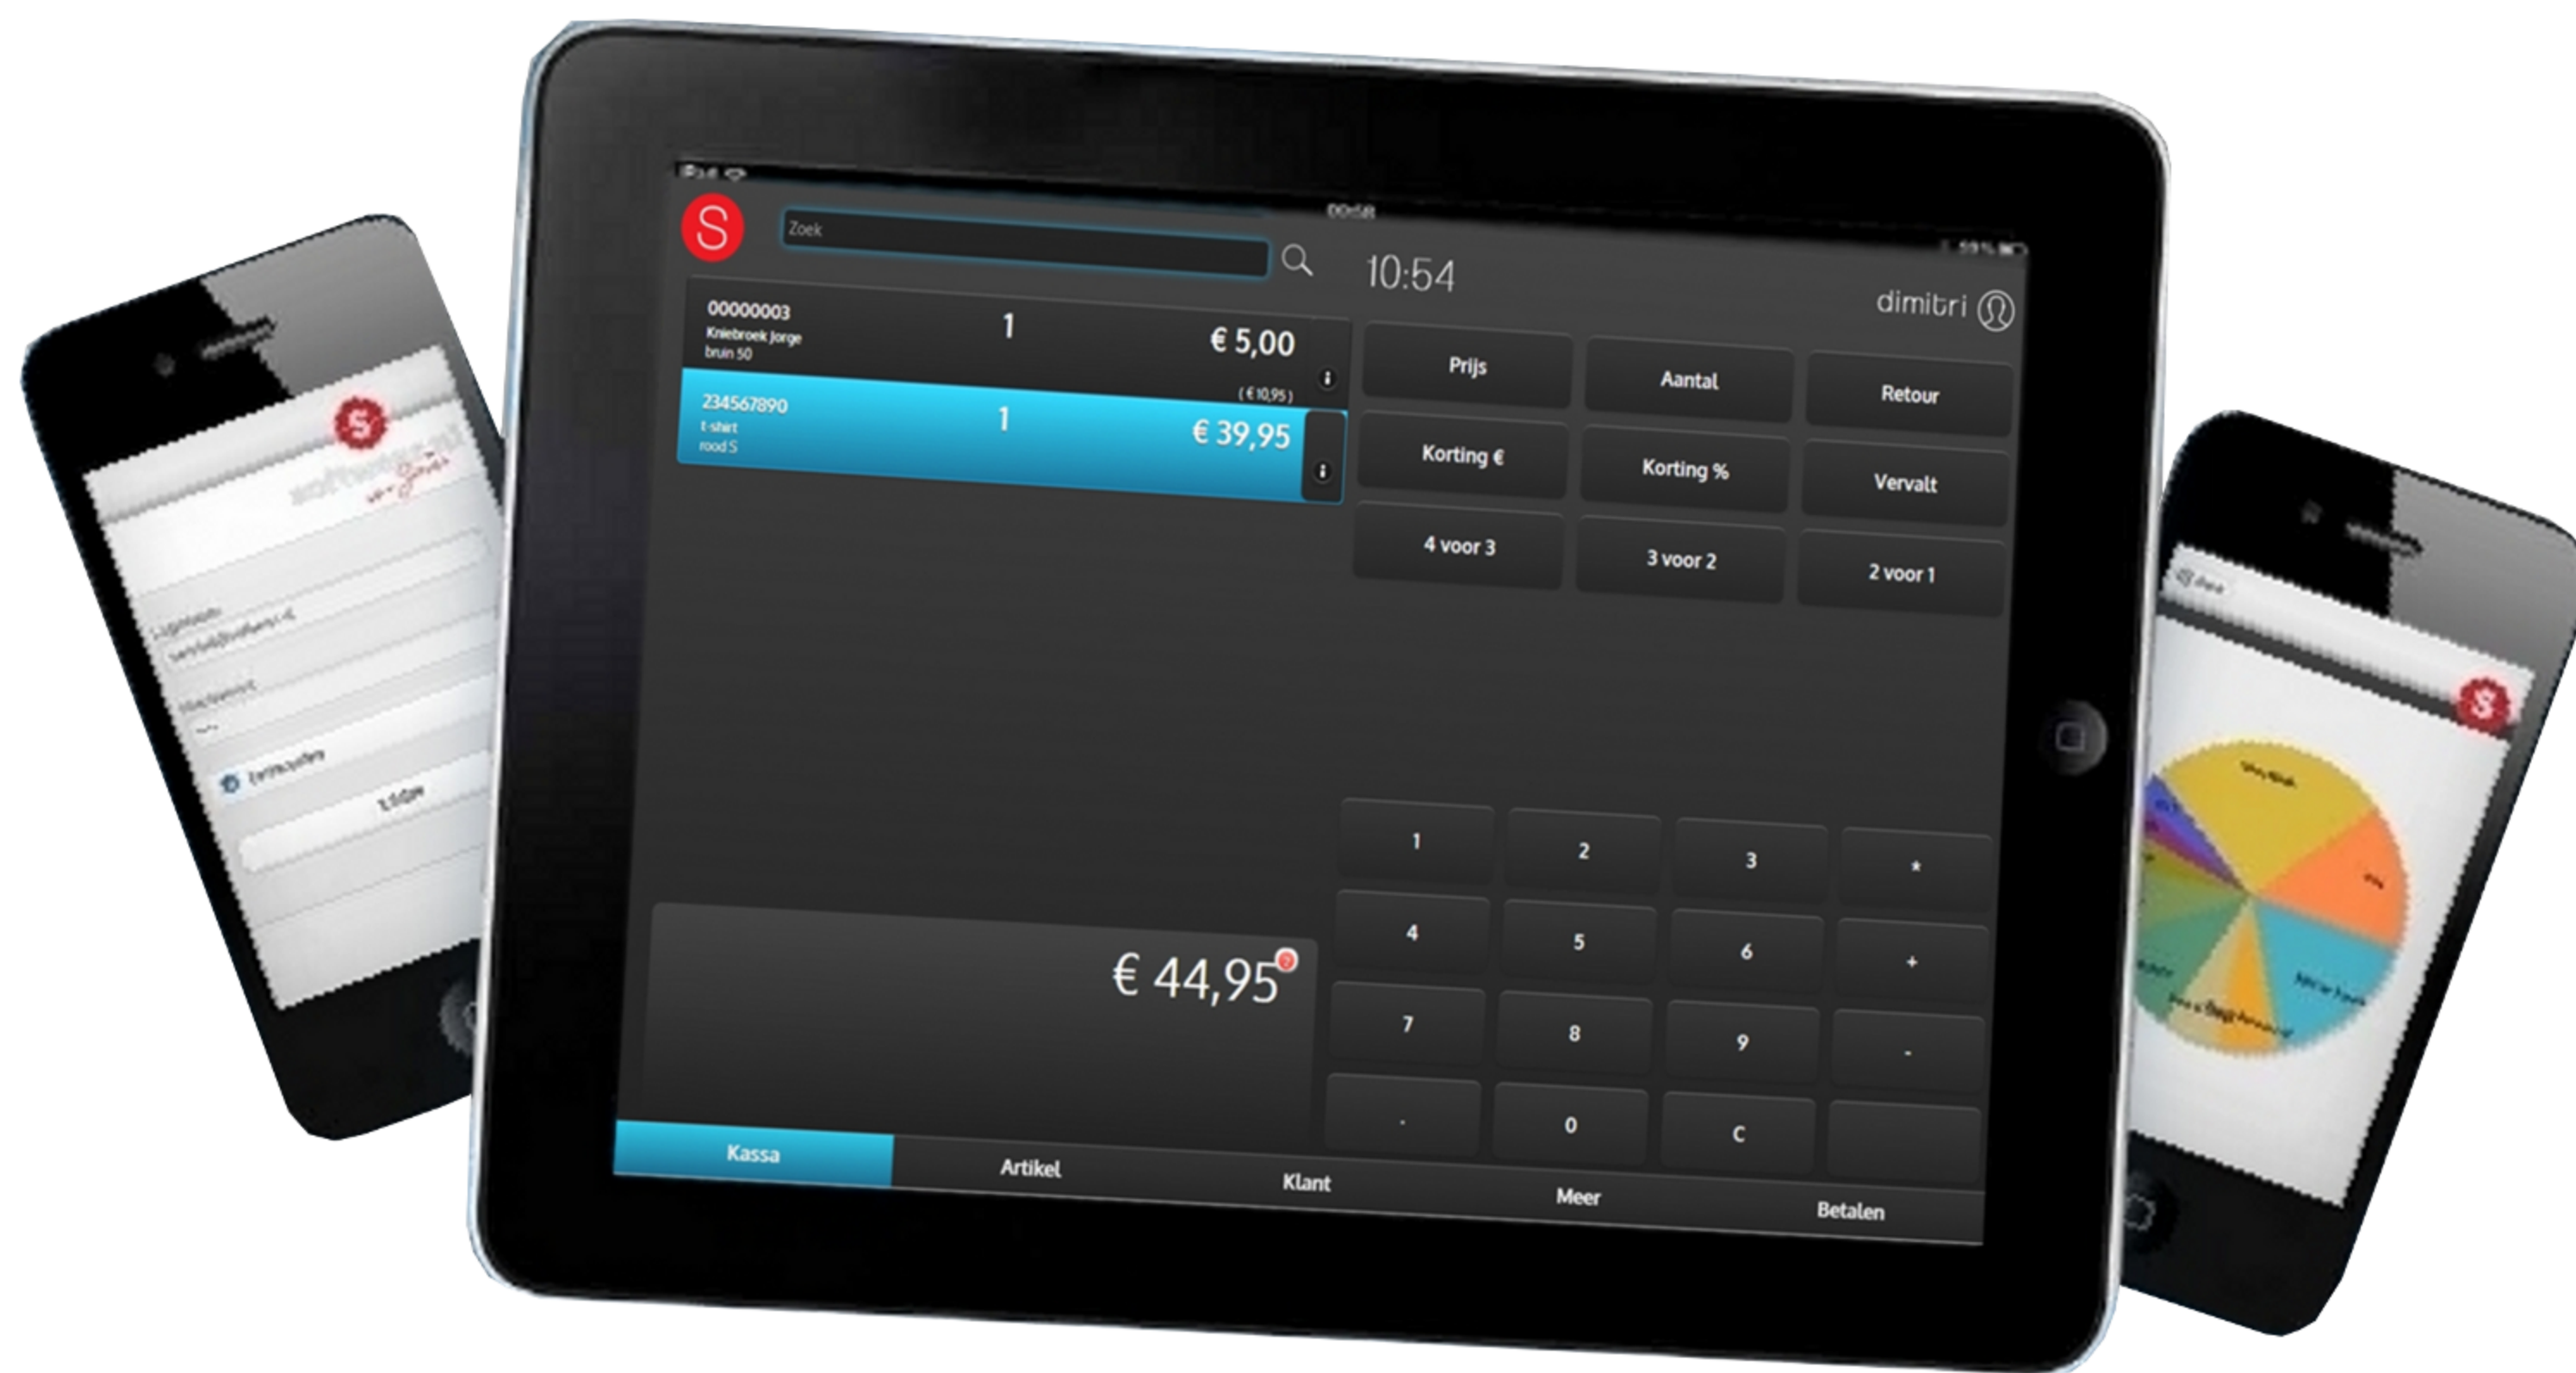 S
Zoek
10:54
dimitri
00000003
Kniebroek Jorge
bruin 50
1
€ 5,00
(€ 10,95)
234567890
t-shirt
rood S
1
€ 39,95
Prijs
Aantal
Retour
Korting €
Korting %
Vervalt
4 voor 3
3 voor 2
2 voor 1
1
2
3
*
4
5
6
+
7
8
9
-
.
0
C
€ 44,95
Kassa
Artikel
Klant
Meer
Betalen
S
S